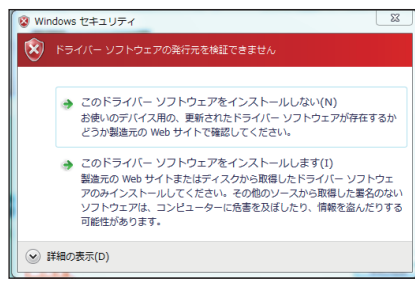 Windows セキュリティ
ドライバー ソフトウェアの発行元を検証できません
このドライバー ソフトウェアをインストールしない(N)
お使いのデバイス用の、更新されたドライバー ソフトウェアが存在するか
どうか製造元の Web サイトで確認してください。
このドライバー ソフトウェアをインストールします(I)
製造元の Web サイトまたはディスクから取得したドライバー ソフトウェ
アのみインストールしてください。その他のソースから取得した署名のない
ソフトウェアは、コンピューターに危害を及ぼしたり、情報を盗んだりする
可能性があります。
詳細の表示(D)